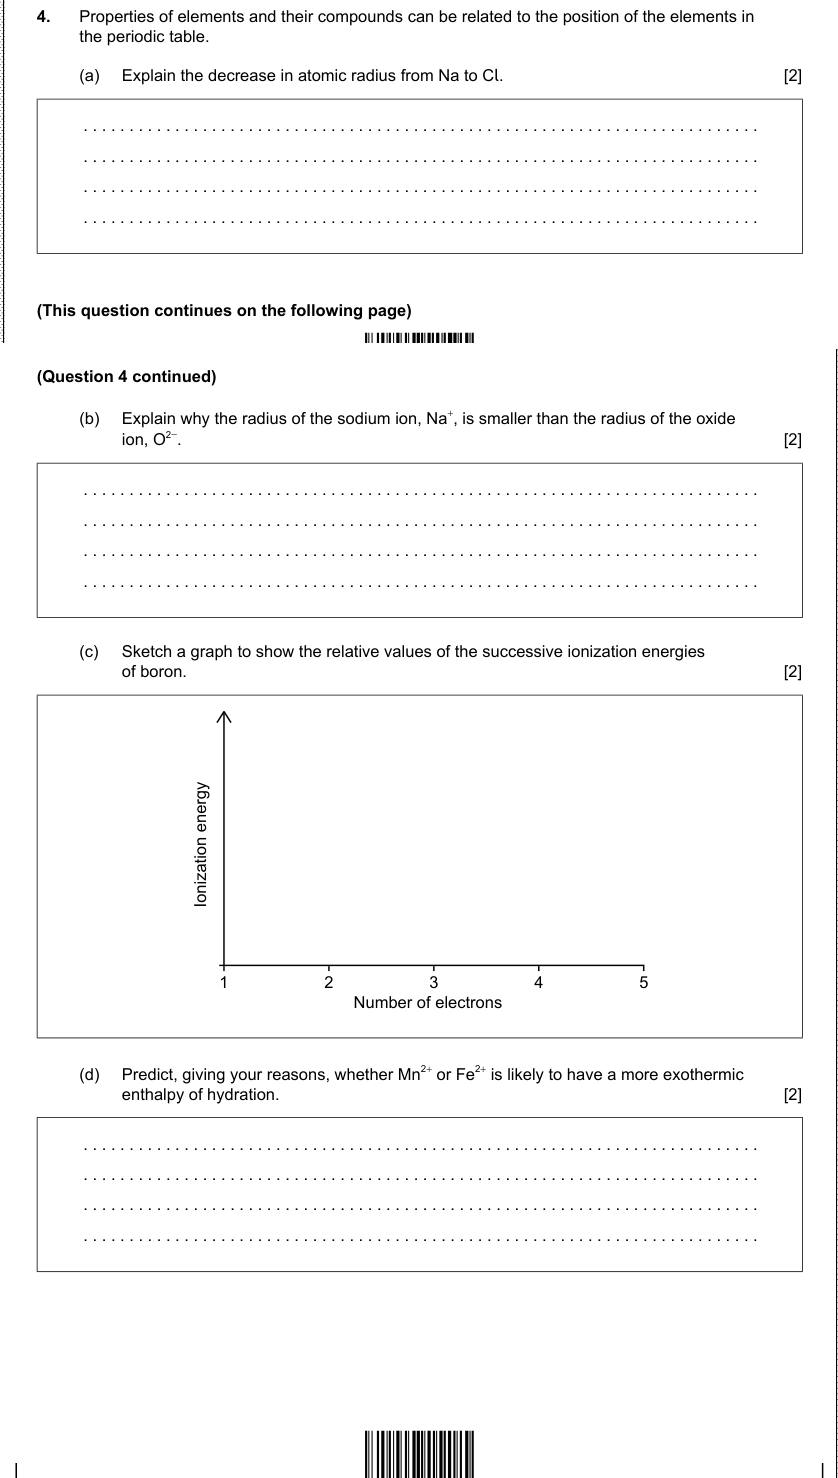 4. Properties of elements and their compounds can be related to the position of the elements in
the periodic table.
(a) Explain the decrease in atomic radius from Na to Cl. [2]
(This question continues on the following page)
(Question 4 continued)
(b) Explain why the radius of the sodium ion, Na⁺, is smaller than the radius of the oxide
ion, O²⁻. [2]
(c) Sketch a graph to show the relative values of the successive ionization energies
of boron. [2]
Ionization energy
1 2 3 4 5
Number of electrons
(d) Predict, giving your reasons, whether Mn²⁺ or Fe²⁺ is likely to have a more exothermic
enthalpy of hydration. [2]